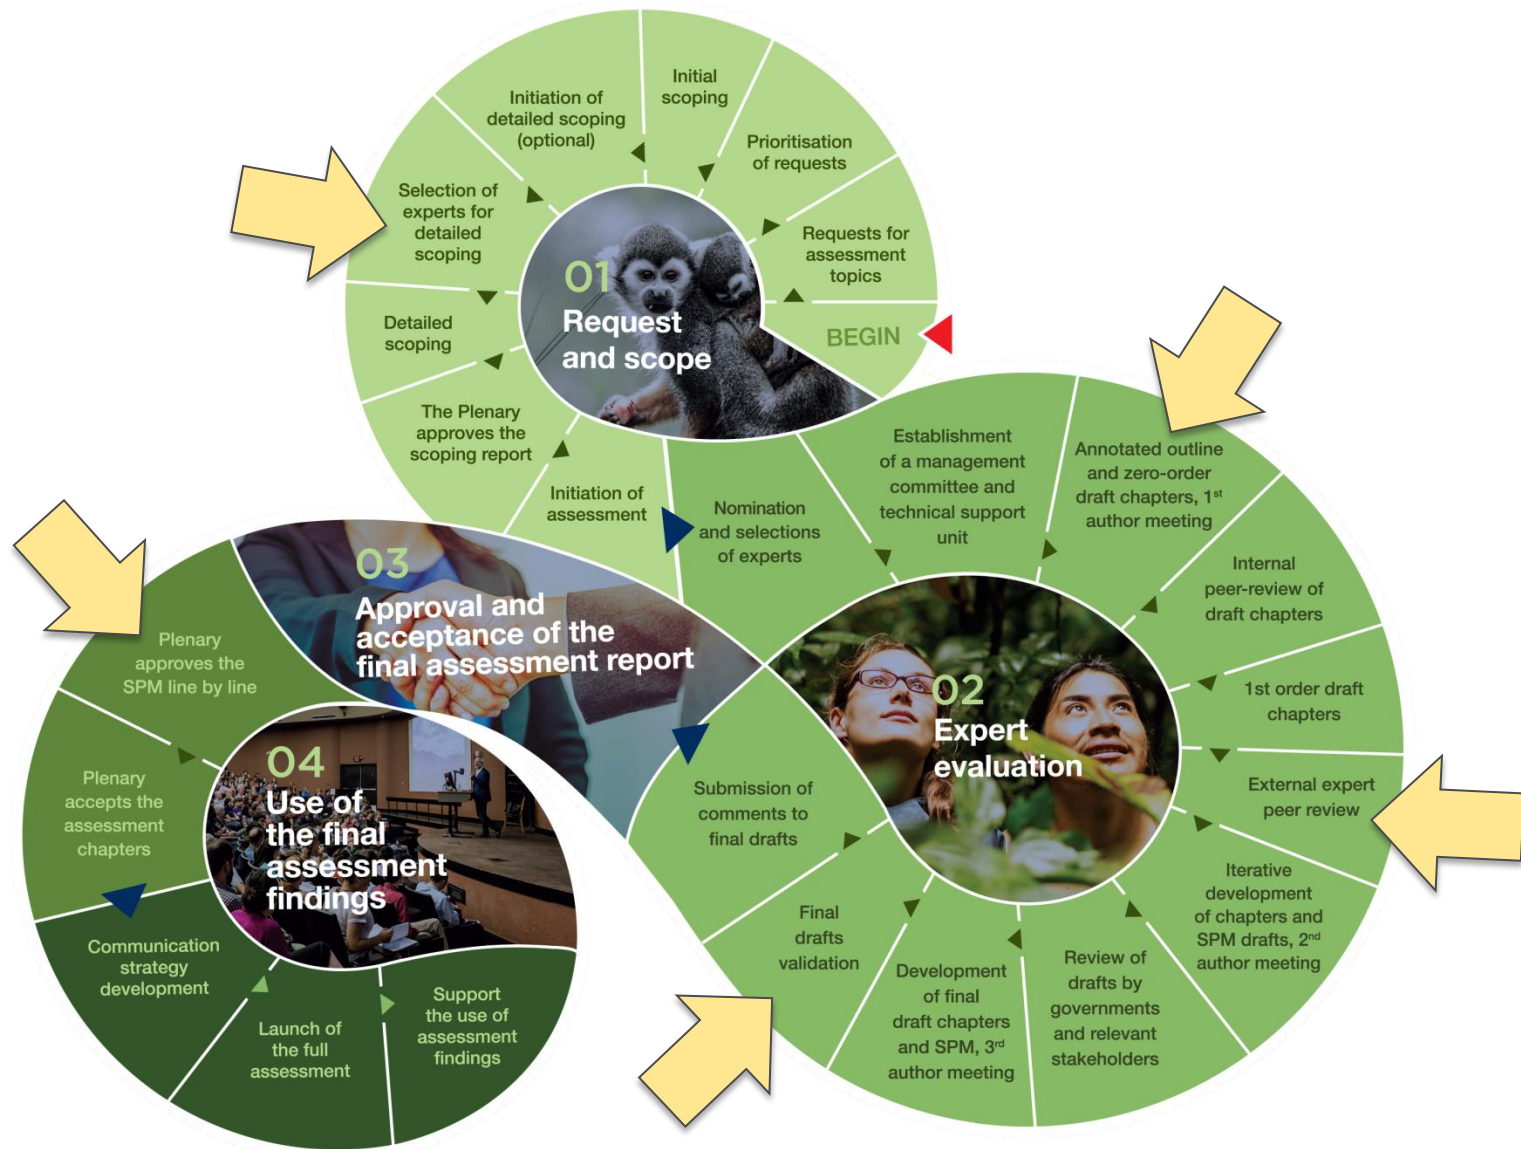 BEGIN
Requests for
assessment
topics
Prioritisation
of requests
Initial
scoping
Initiation of
detailed scoping
(optional)
Selection of
experts for
detailed
scoping
Detailed
scoping
The Plenary
approves the
scoping report
Initiation of
assessment
01
Request
and scope
Nomination
and selections
of experts
Establishment
of a management
committee and
technical support
unit
Annotated outline
and zero-order
draft chapters, 1st
author meeting
Internal
peer-review of
draft chapters
1st order draft
chapters
External expert
peer review
Iterative
development
of chapters and
SPM drafts, 2nd
author meeting
Review of
drafts by
governments
and relevant
stakeholders
Development
of final
draft chapters
and SPM, 3rd
author meeting
Final
drafts
validation
Submission of
comments to
final drafts
02
Expert
evaluation
03
Approval and
acceptance of the
final assessment report
Plenary
approves the
SPM line by line
Plenary
accepts the
assessment
chapters
04
Use of
the final
assessment
findings
Communication
strategy
development
Launch of
the full
assessment
Support
the use of
assessment
findings